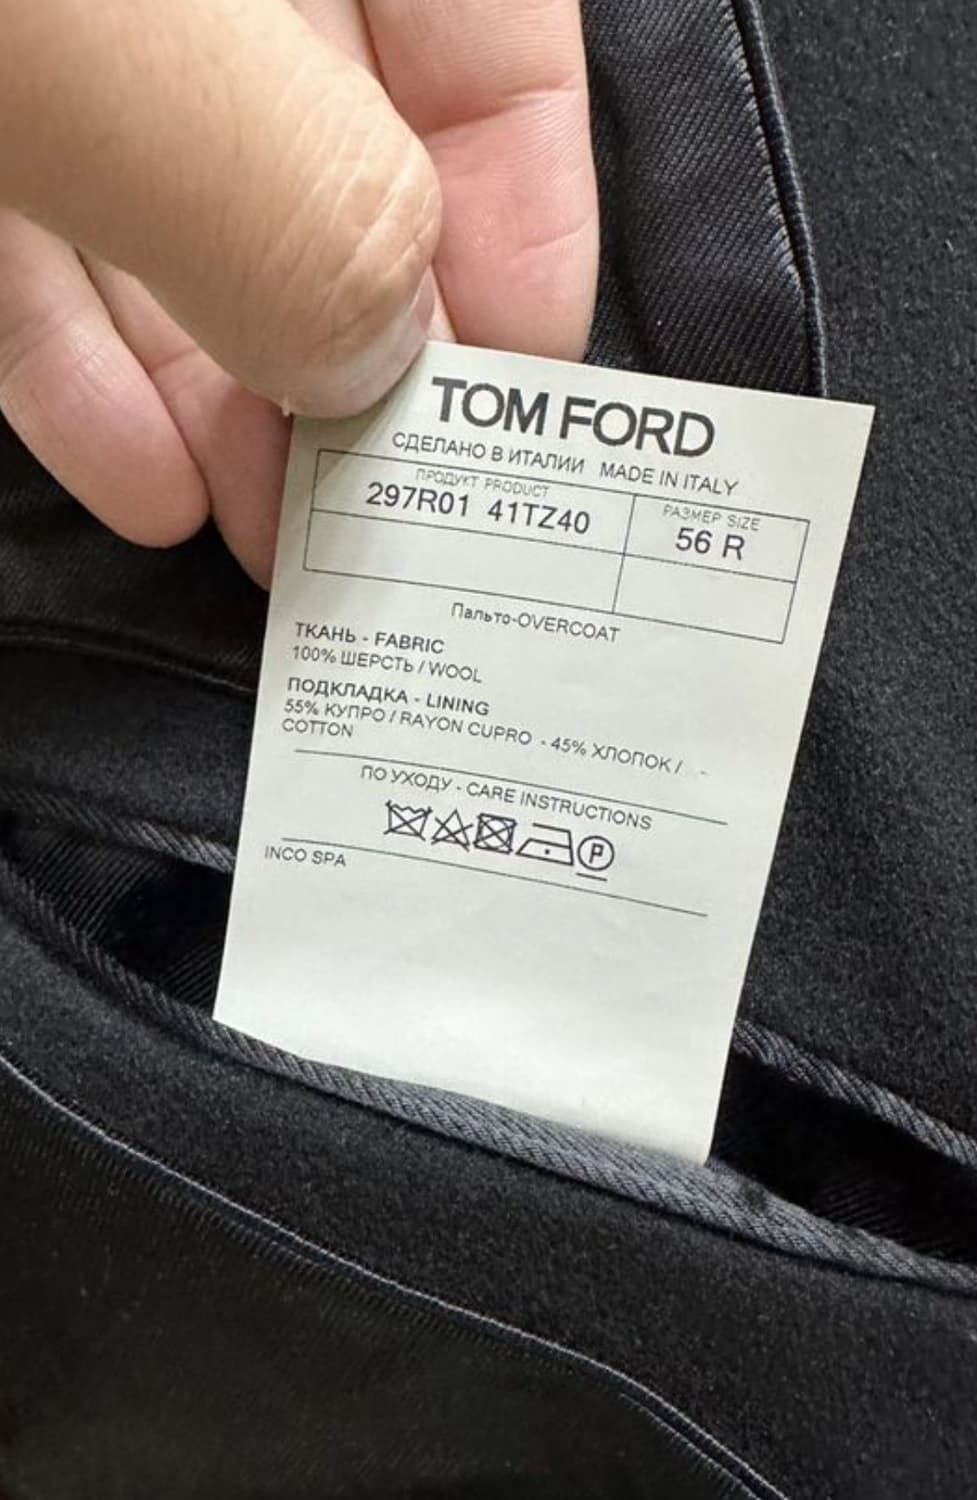 TOM FORD
СДЕЛАНО В ИТАЛИИ MADE IN ITALY
ПРОДУКТ PRODUCT
297R01 41TZ40
РАЗМЕР SIZE
56 R
Пальто-OVERCOAT
ТКАНЬ - FABRIC
100% ШЕРСТЬ / WOOL
ПОДКЛАДКА - LINING
55% КУПРО / RAYON CUPRO - 45% ХЛОПОК /
COTTON
ПО УХОДУ - CARE INSTRUCTIONS
P
INCO SPA